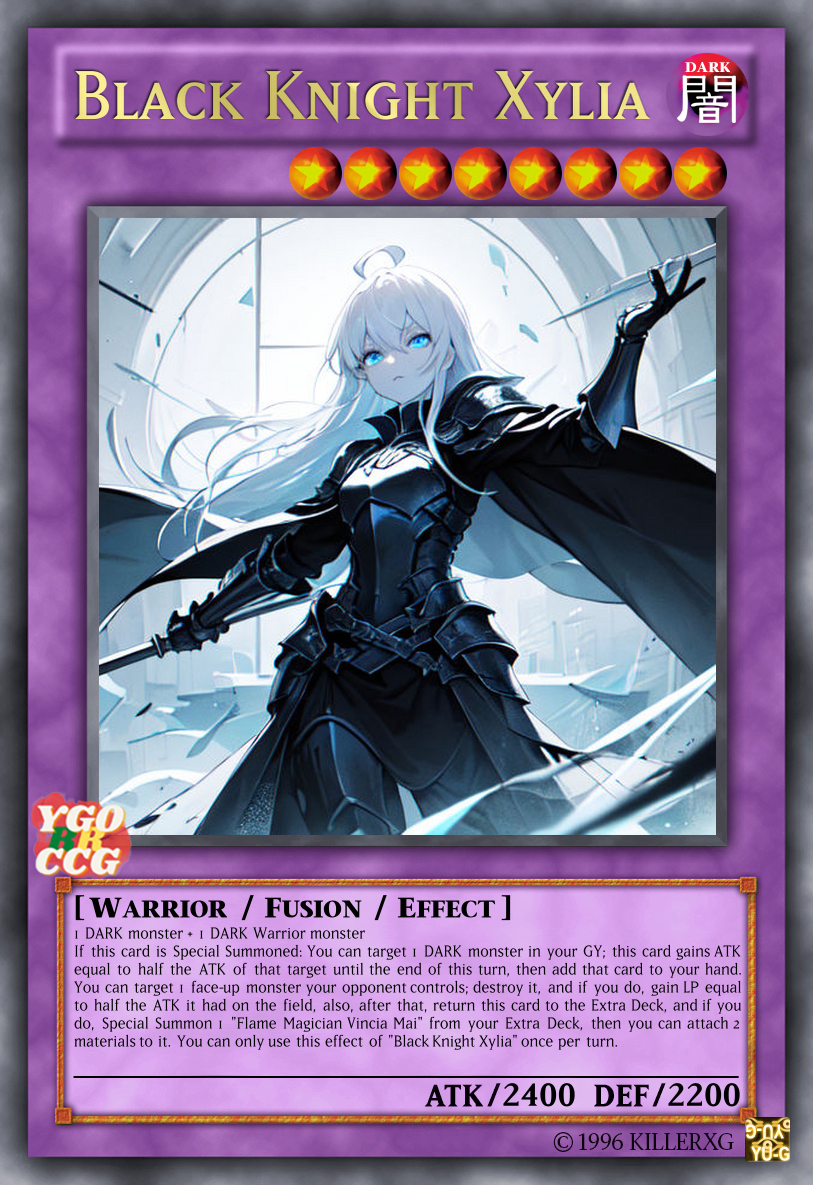 BLACK KNIGHT XYLIA
DARK
闇
YGO
RR
CCG
[ WARRIOR / FUSION / EFFECT ]
1 DARK monster + 1 DARK Warrior monster
If this card is Special Summoned: You can target 1 DARK monster in your GY; this card gains ATK
equal to half the ATK of that target until the end of this turn, then add that card to your hand.
You can target 1 face-up monster your opponent controls; destroy it, and if you do, gain LP equal
to half the ATK it had on the field, also, after that, return this card to the Extra Deck, and if you
do, Special Summon 1 "Flame Magician Vincia Mai" from your Extra Deck, then you can attach 2
materials to it. You can only use this effect of "Black Knight Xylia" once per turn.
ATK/2400 DEF/2200
© 1996 KILLERXG